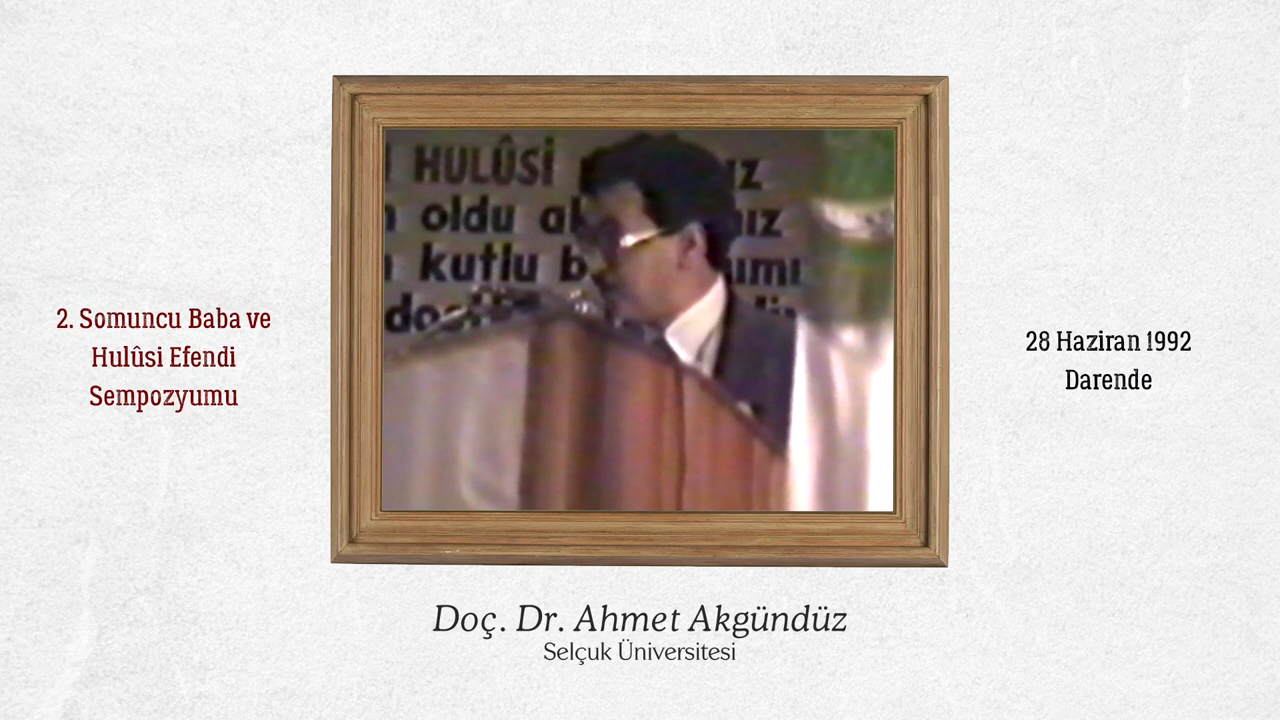 HULÛSİ
oldu
kutlu
2. Somuncu Baba ve
Hulûsi Efendi
Sempozyumu
28 Haziran 1992
Darende
Doç. Dr. Ahmet Akgündüz
Selçuk Üniversitesi